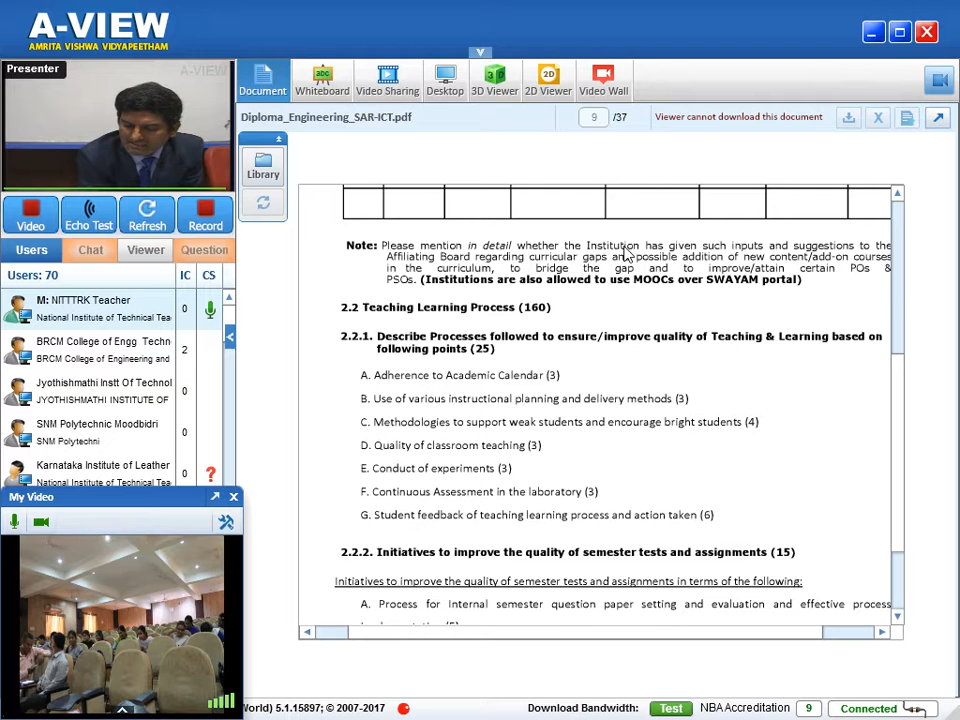 A-VIEW
AMRITA VISHWA VIDYAPEETHAM
Presenter
A-VIEW
Document
Whiteboard
Video Sharing
Desktop
3D Viewer
2D Viewer
Video Wall
Diploma_Engineering_SAR-ICT.pdf
9 /37
Viewer cannot download this document
Library
Video
Echo Test
Refresh
Record
Users
Chat
Viewer
Question
Users: 70
IC
CS
M: NITTTRK Teacher
National Institute of Technical Tea
0
BRCM College of Engg Techn
BRCM College of Engineering and
2
Jyothishmathi Instt Of Technol
JYOTHISHMATHI INSTITUTE OF
0
SNM Polytechnic Moodbidri
SNM Polytechni
0
Karnataka Institute of Leather
National Institute of Technical Tea
0
?
My Video
Note: Please mention in detail whether the Institution has given such inputs and suggestions to the
Affiliating Board regarding curricular gaps and possible addition of new content/add-on courses
in the curriculum, to bridge the gap and to improve/attain certain POs &
PSOs. (Institutions are also allowed to use MOOCs over SWAYAM portal)
2.2 Teaching Learning Process (160)
2.2.1. Describe Processes followed to ensure/improve quality of Teaching & Learning based on
following points (25)
A. Adherence to Academic Calendar (3)
B. Use of various instructional planning and delivery methods (3)
C. Methodologies to support weak students and encourage bright students (4)
D. Quality of classroom teaching (3)
E. Conduct of experiments (3)
F. Continuous Assessment in the laboratory (3)
G. Student feedback of teaching learning process and action taken (6)
2.2.2. Initiatives to improve the quality of semester tests and assignments (15)
Initiatives to improve the quality of semester tests and assignments in terms of the following:
A. Process for Internal semester question paper setting and evaluation and effective process
World) 5.1.15897; © 2007-2017
Download Bandwidth:
Test
NBA Accreditation
9
Connected